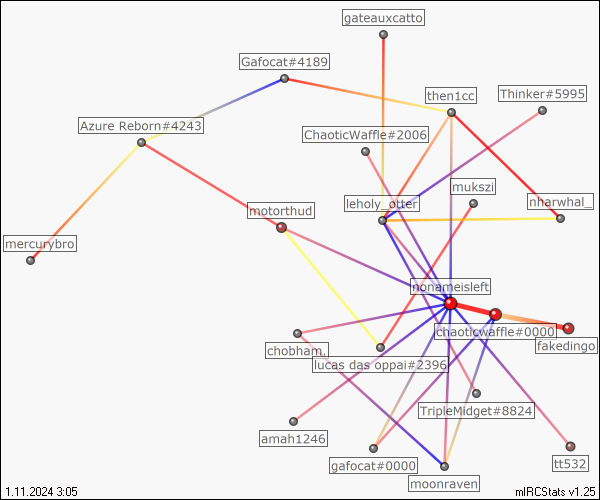 gateauxcatto
Gafocat#4189
then1cc
Thinker#5995
Azure Reborn#4243
ChaoticWaffle#2006
mukszi
leholy_otter
nharwhal_
motorthud
mercurybro
nonameisleft
chaoticwaffle#0000
fakedingo
chobham,
lucas das oppai#2396
TripleMidget#8824
amah1246
gafocat#0000
tt532
moonraven
1.11.2024 3:05
mIRCStats v1.25